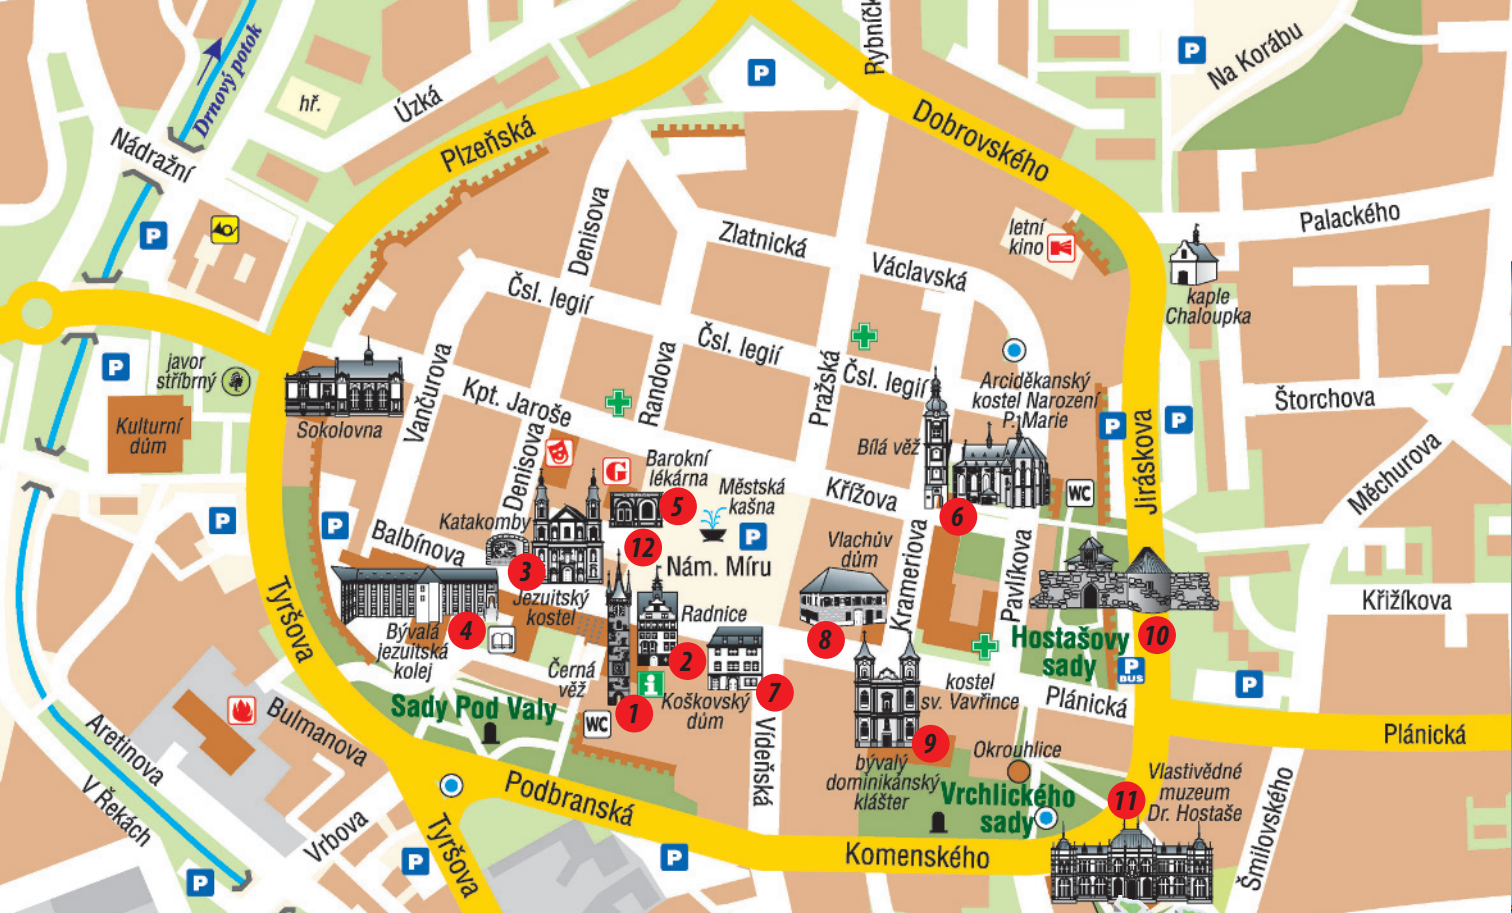 Drnový potok
hř.
Úzká
Nádražní
Plzeňská
P
Rybníčk
P
Na Korábu
Dobrovského
P
Denisova
Zlatnická
Václavská
letní
kino
Palackého
kaple
Chaloupka
Čsl. legií
Čsl. legií
Čsl. legií
javor
stříbrný
P
Kulturní
dům
Sokolovna
Vančurova
Kpt. Jaroše
Randova
Pražská
Arciděkanský
kostel Narození
P. Marie
Bílá věž
P
P
Jiráskova
Štorchova
Měchurova
Denisova
G
Barokní
lékárna
5
Městská
kašna
P
Křížova
6
WC
P
P
Balbínova
Katakomby
3
Jezuitský
kostel
12
Nám. Míru
Vlachův
dům
8
Krameriova
Pavlíkova
Křižíkova
Hostašovy
sady
10
P
BUS
P
Tyršova
Bývalá
jezuitská
kolej
4
Radnice
2
Černá
věž
1
i
Koškovský
dům
7
WC
Sady Pod Valy
kostel
sv. Vavřince
9
Plánická
Plánická
Bulmanova
Aretinova
V Řekách
Vídeňská
bývalý
dominikánský
klášter
Okrouhlice
Vrchlického
sady
11
Vlastivědné
muzeum
Dr. Hostaše
Podbranská
Vrbova
Tyršova
P
P
P
Komenského
Šmilovského